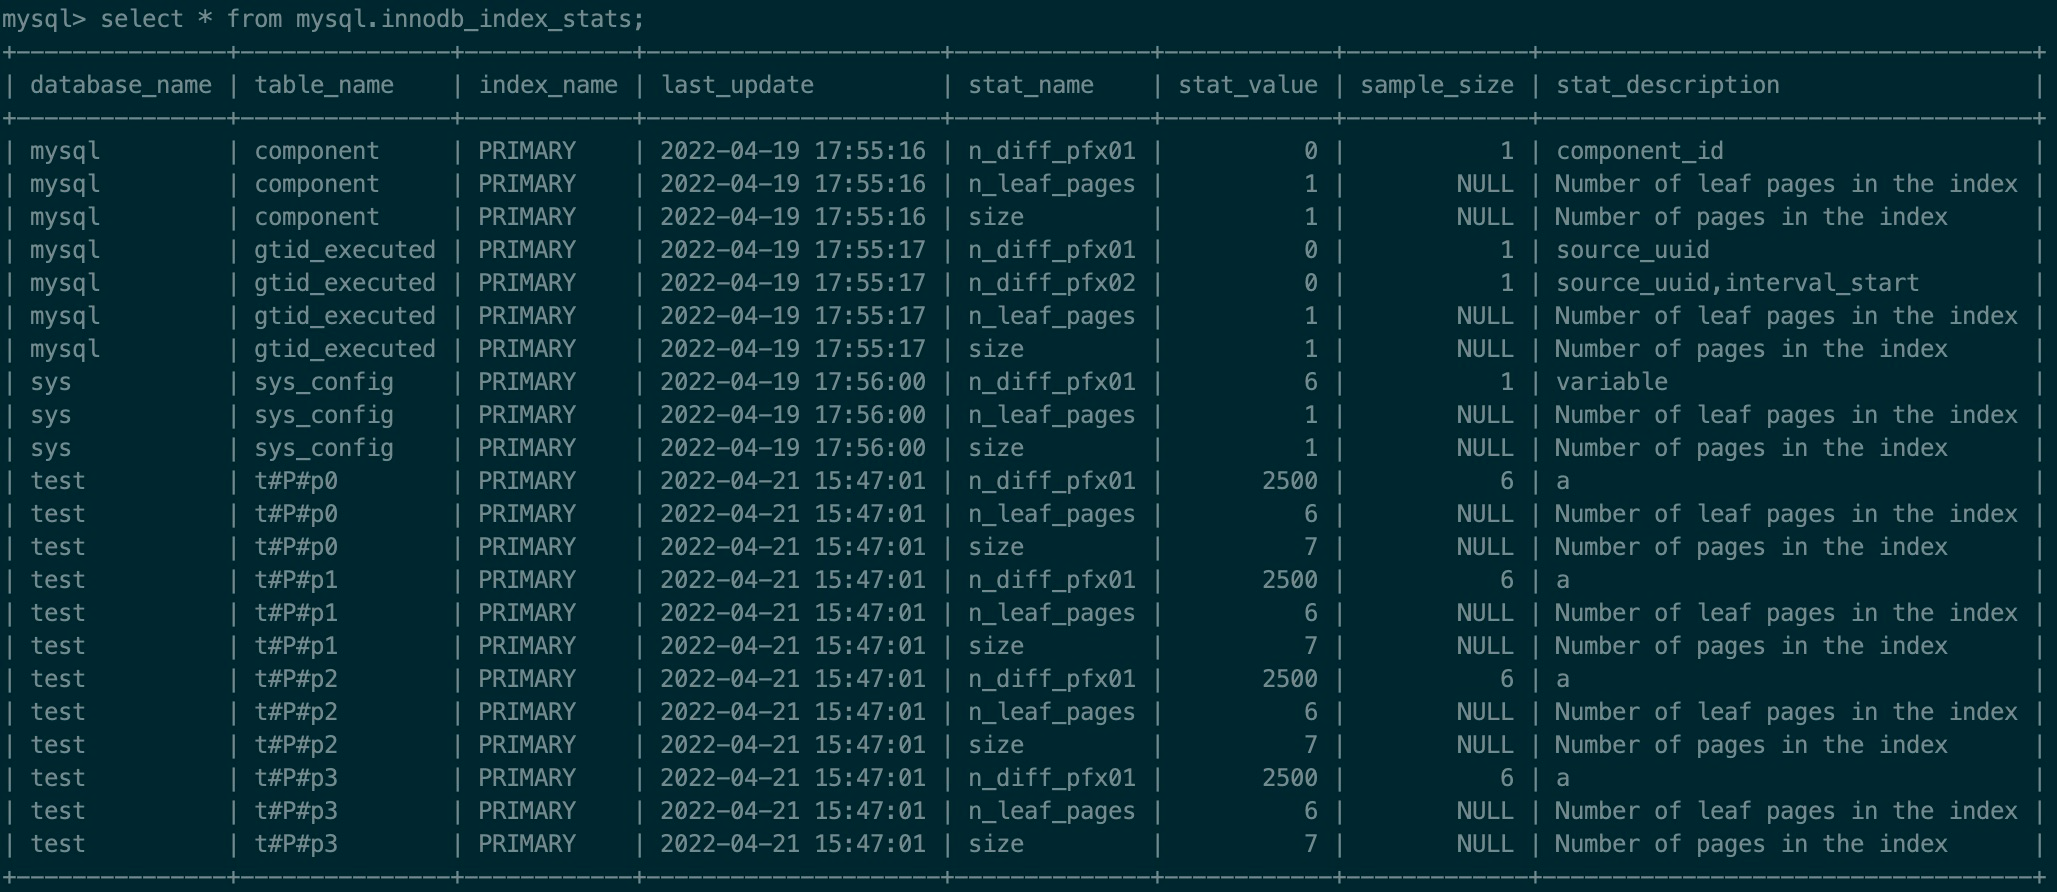 mysql> select * from mysql.innodb_index_stats;
+---------------+----------------+------------+---------------------+--------------+------------+-------------+-----------------------------------+
| database_name | table_name     | index_name | last_update         | stat_name    | stat_value | sample_size | stat_description                  |
+---------------+----------------+------------+---------------------+--------------+------------+-------------+-----------------------------------+
| mysql         | component      | PRIMARY    | 2022-04-19 17:55:16 | n_diff_pfx01 |          0 |           1 | component_id                      |
| mysql         | component      | PRIMARY    | 2022-04-19 17:55:16 | n_leaf_pages |          1 |        NULL | Number of leaf pages in the index |
| mysql         | component      | PRIMARY    | 2022-04-19 17:55:16 | size         |          1 |        NULL | Number of pages in the index      |
| mysql         | gtid_executed  | PRIMARY    | 2022-04-19 17:55:17 | n_diff_pfx01 |          0 |           1 | source_uuid                       |
| mysql         | gtid_executed  | PRIMARY    | 2022-04-19 17:55:17 | n_diff_pfx02 |          0 |           1 | source_uuid,interval_start        |
| mysql         | gtid_executed  | PRIMARY    | 2022-04-19 17:55:17 | n_leaf_pages |          1 |        NULL | Number of leaf pages in the index |
| mysql         | gtid_executed  | PRIMARY    | 2022-04-19 17:55:17 | size         |          1 |        NULL | Number of pages in the index      |
| sys           | sys_config     | PRIMARY    | 2022-04-19 17:56:00 | n_diff_pfx01 |          6 |           1 | variable                          |
| sys           | sys_config     | PRIMARY    | 2022-04-19 17:56:00 | n_leaf_pages |          1 |        NULL | Number of leaf pages in the index |
| sys           | sys_config     | PRIMARY    | 2022-04-19 17:56:00 | size         |          1 |        NULL | Number of pages in the index      |
| test          | t#P#p0         | PRIMARY    | 2022-04-21 15:47:01 | n_diff_pfx01 |       2500 |           6 | a                                 |
| test          | t#P#p0         | PRIMARY    | 2022-04-21 15:47:01 | n_leaf_pages |          6 |        NULL | Number of leaf pages in the index |
| test          | t#P#p0         | PRIMARY    | 2022-04-21 15:47:01 | size         |          7 |        NULL | Number of pages in the index      |
| test          | t#P#p1         | PRIMARY    | 2022-04-21 15:47:01 | n_diff_pfx01 |       2500 |           6 | a                                 |
| test          | t#P#p1         | PRIMARY    | 2022-04-21 15:47:01 | n_leaf_pages |          6 |        NULL | Number of leaf pages in the index |
| test          | t#P#p1         | PRIMARY    | 2022-04-21 15:47:01 | size         |          7 |        NULL | Number of pages in the index      |
| test          | t#P#p2         | PRIMARY    | 2022-04-21 15:47:01 | n_diff_pfx01 |       2500 |           6 | a                                 |
| test          | t#P#p2         | PRIMARY    | 2022-04-21 15:47:01 | n_leaf_pages |          6 |        NULL | Number of leaf pages in the index |
| test          | t#P#p2         | PRIMARY    | 2022-04-21 15:47:01 | size         |          7 |        NULL | Number of pages in the index      |
| test          | t#P#p3         | PRIMARY    | 2022-04-21 15:47:01 | n_diff_pfx01 |       2500 |           6 | a                                 |
| test          | t#P#p3         | PRIMARY    | 2022-04-21 15:47:01 | n_leaf_pages |          6 |        NULL | Number of leaf pages in the index |
| test          | t#P#p3         | PRIMARY    | 2022-04-21 15:47:01 | size         |          7 |        NULL | Number of pages in the index      |
+---------------+----------------+------------+---------------------+--------------+------------+-------------+-----------------------------------+